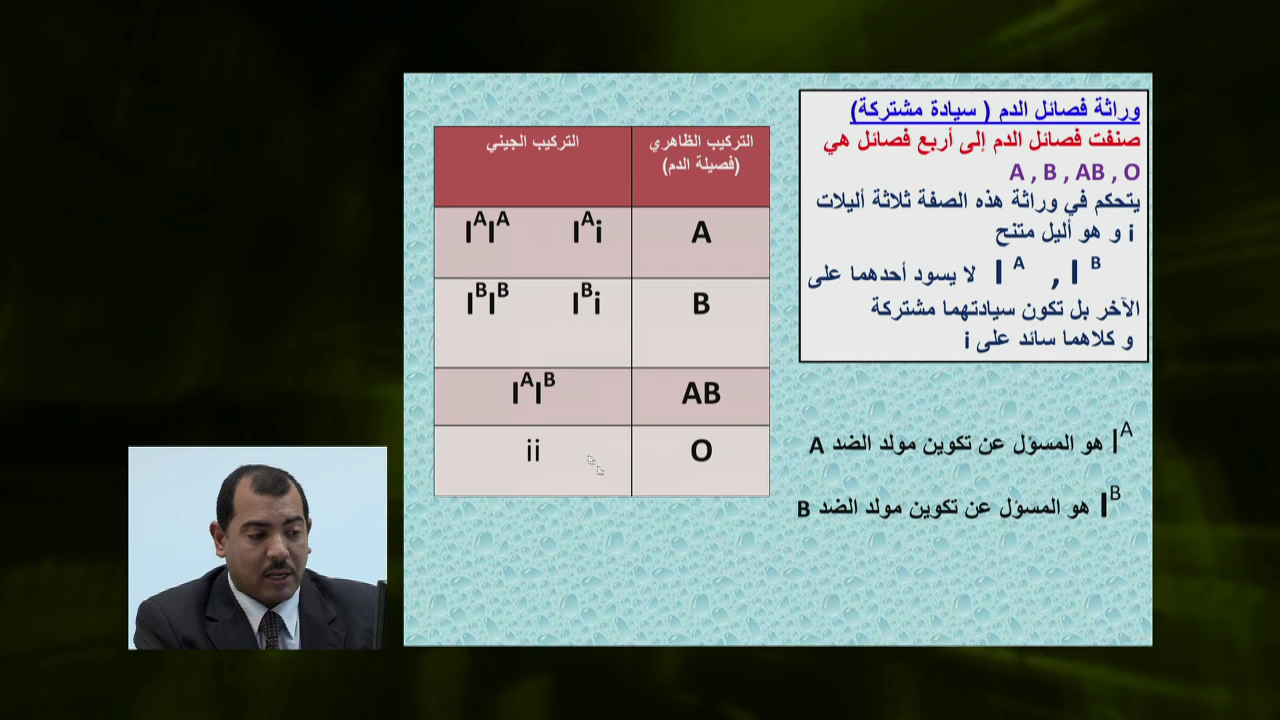 وراثة فصائل الدم ( سيادة مشتركة)
صنفت فصائل الدم إلى أربع فصائل هي
A , B , AB , O
يتحكم في وراثة هذه الصفة ثلاثة أليلات
i و هو أليل متنح
I^B , I^A لا يسود أحدهما على
الآخر بل تكون سيادتهما مشتركة
و كلاهما سائد على i
I^A هو المسؤل عن تكوين مولد الضد A
I^B هو المسؤل عن تكوين مولد الضد B
التركيب الظاهري
(فصيلة الدم)
التركيب الجيني
A
I^AI^A I^Ai
B
I^BI^B I^Bi
AB
I^AI^B
O
ii